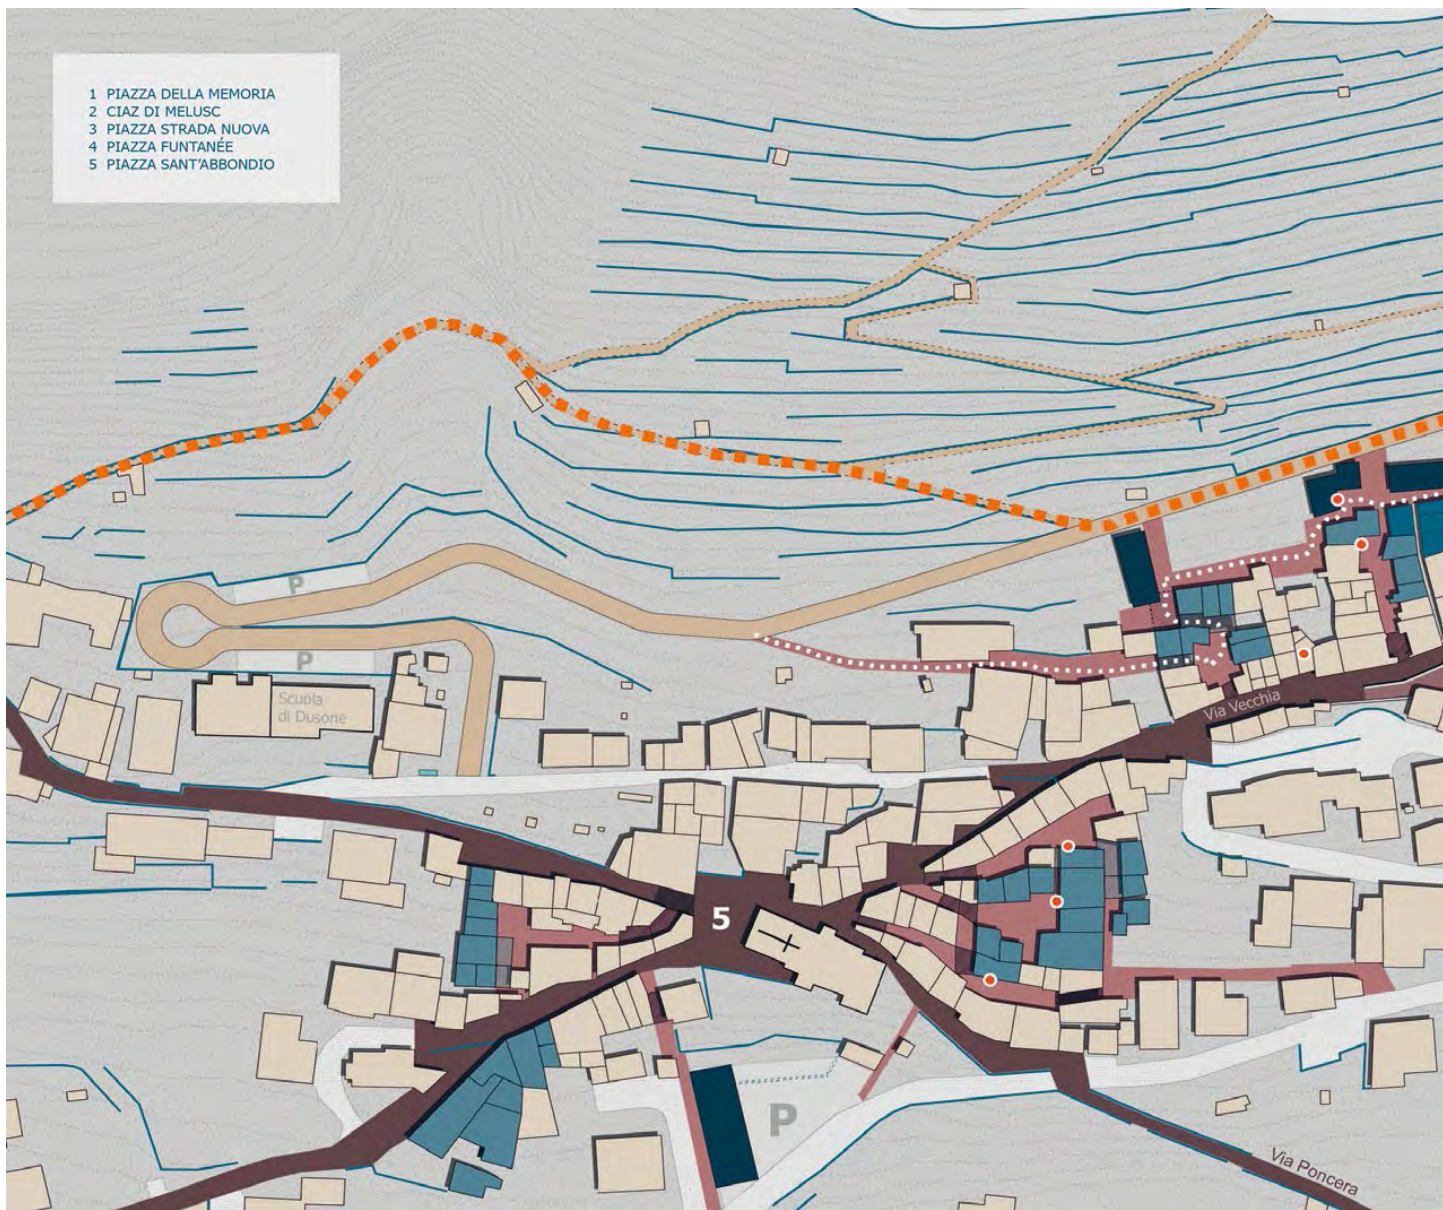 1 PIAZZA DELLA MEMORIA
2 CIAZ DI MELUSC
3 PIAZZA STRADA NUOVA
4 PIAZZA FUNTANÉE
5 PIAZZA SANT'ABBONDIO
P
P
Scuola
di Dusone
Via Vecchia
5
P
Via Poncera